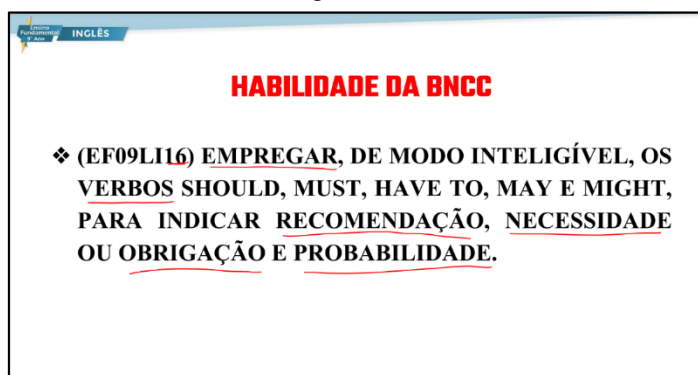 Ensino
Fundamental
9° Ano
INGLÊS
HABILIDADE DA BNCC
❖ (EF09LI16) EMPREGAR, DE MODO INTELIGÍVEL, OS
VERBOS SHOULD, MUST, HAVE TO, MAY E MIGHT,
PARA INDICAR RECOMENDAÇÃO, NECESSIDADE
OU OBRIGAÇÃO E PROBABILIDADE.